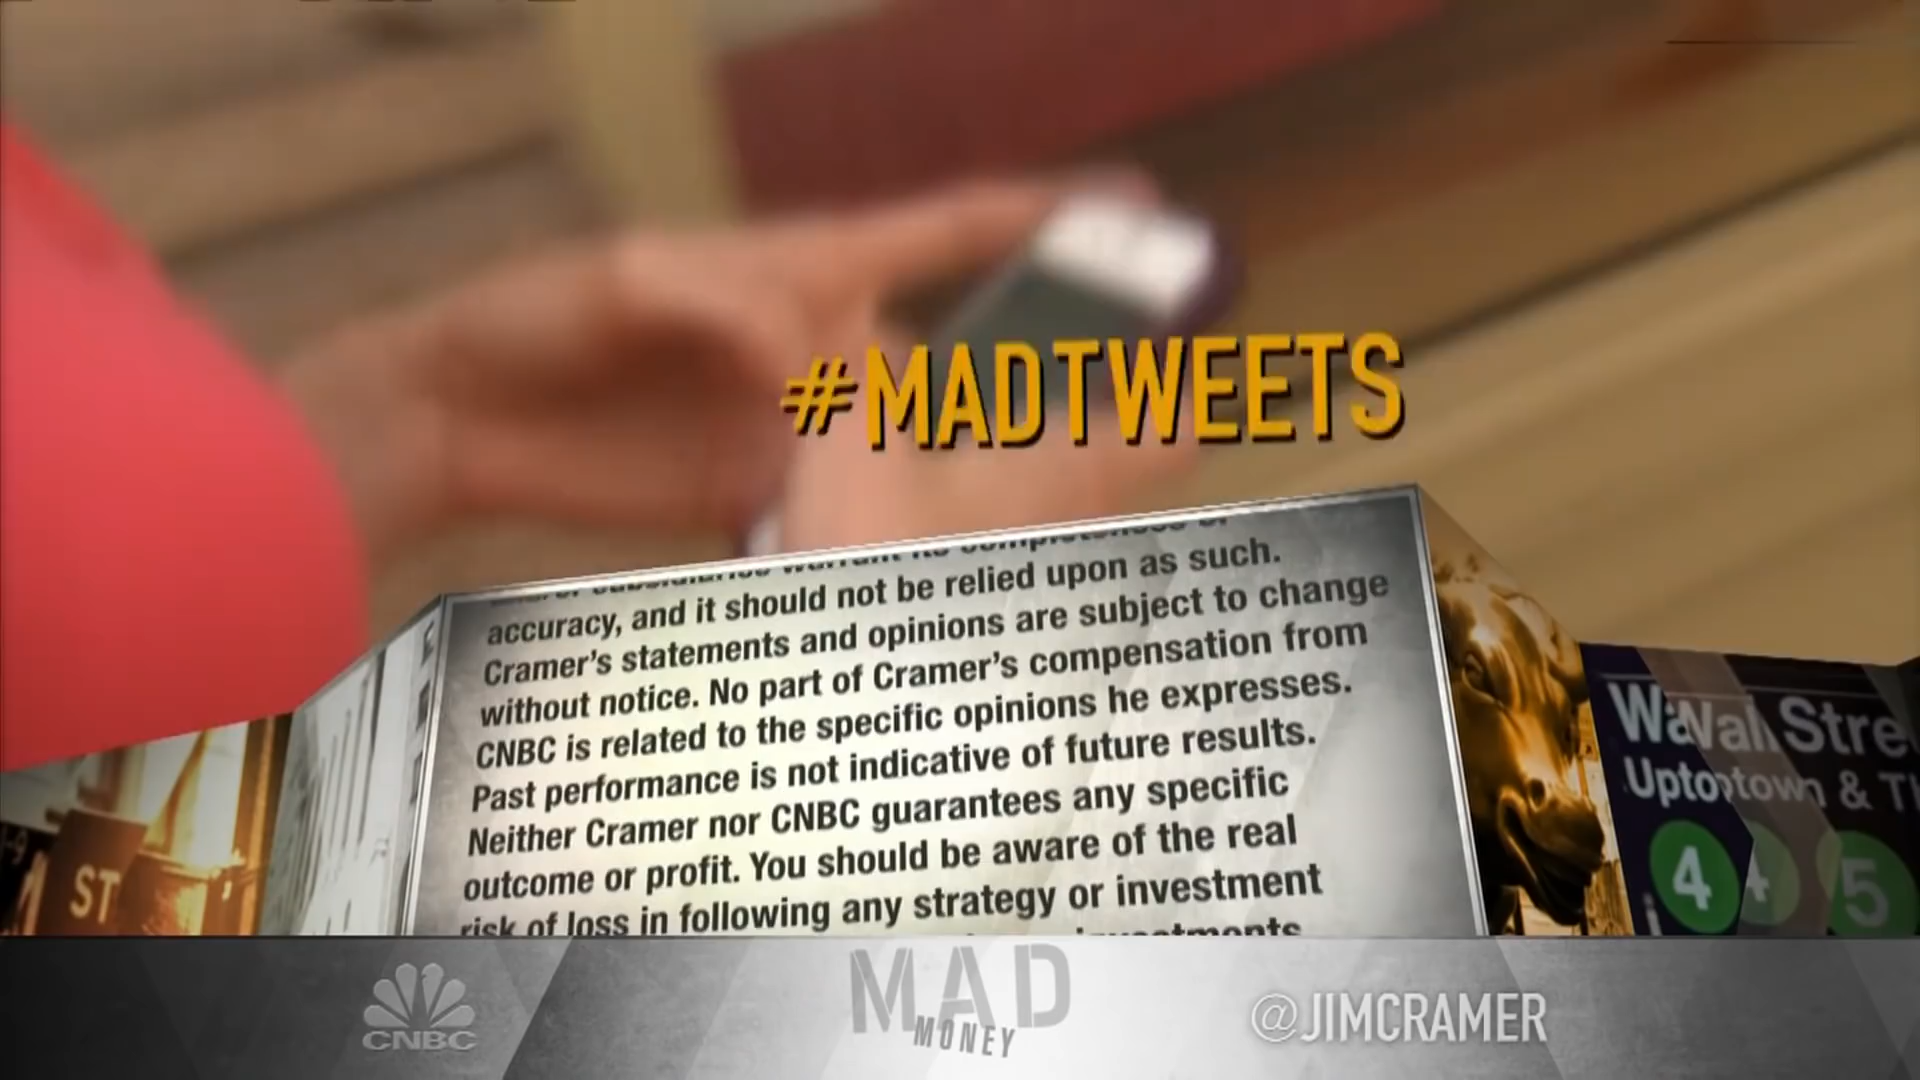 #MADTWEETS
accuracy, and it should not be relied upon as such.
Cramer's statements and opinions are subject to change
without notice. No part of Cramer's compensation from
CNBC is related to the specific opinions he expresses.
Past performance is not indicative of future results.
Neither Cramer nor CNBC guarantees any specific
outcome or profit. You should be aware of the real
risk of loss in following any strategy or investment
ST
Wall Stre
Uptown & Th
4 4 5
CNBC
MAD
MONEY
@JIMCRAMER